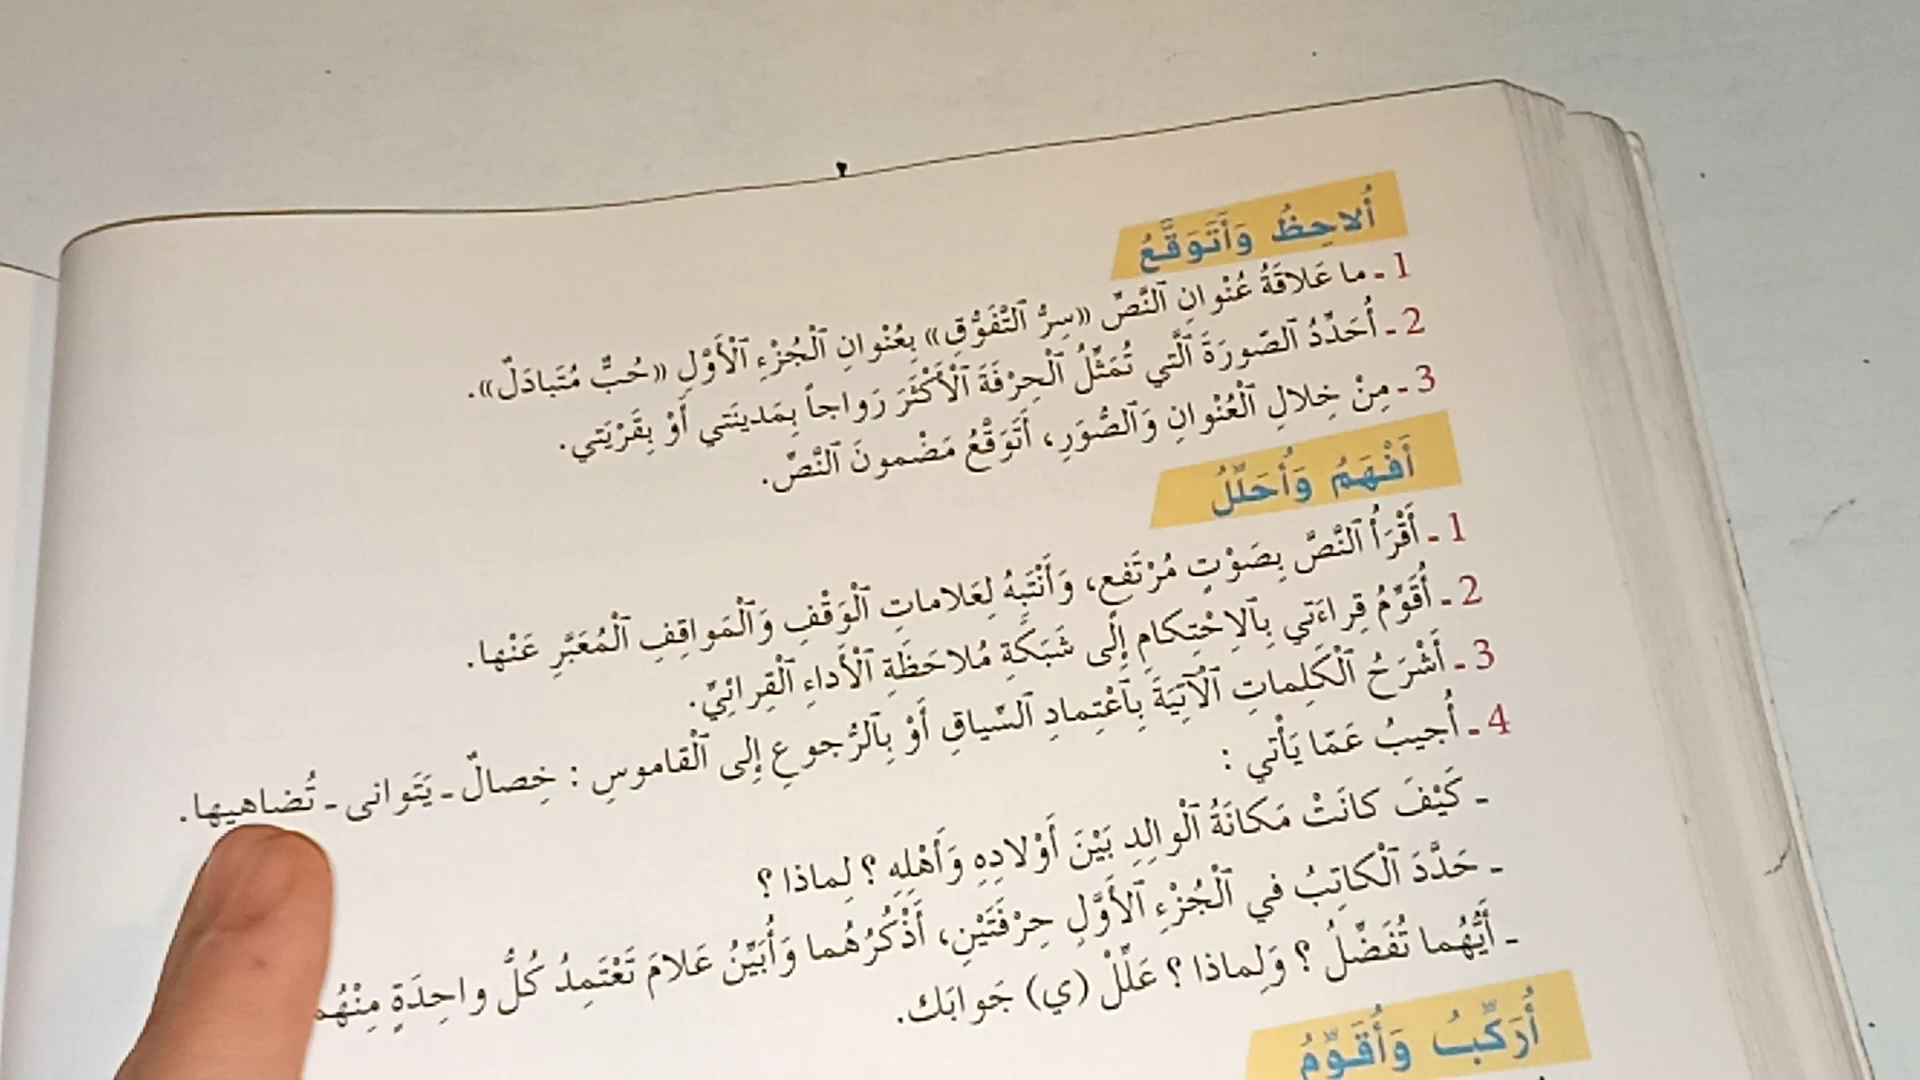 أُلاحِظُ وَأَتَوَقَّعُ
1 ـ ما عَلاقَةُ عُنْوانِ ٱلنَّصِّ «سِرُّ ٱلتَّفَوُّقِ» بِعُنْوانِ ٱلْجُزْءِ ٱلْأَوَّلِ «حُبٌّ مُتَبادَلٌ».
2 ـ أُحَدِّدُ ٱلصّورَةَ ٱلَّتي تُمَثِّلُ ٱلْحِرْفَةَ ٱلْأَكْثَرَ رَواجاً بِمَدينَتي أَوْ بِقَرْيَتي.
3 ـ مِنْ خِلالِ ٱلْعُنْوانِ وَٱلصُّوَرِ، أَتَوَقَّعُ مَضْمونَ ٱلنَّصِّ.
أَفْهَمُ وَأُحَلِّلُ
1 ـ أَقْرَأُ ٱلنَّصَّ بِصَوْتٍ مُرْتَفِعٍ، وَأَنْتَبِهُ لِعَلاماتِ ٱلْوَقْفِ وَٱلْمَواقِفِ ٱلْمُعَبَّرِ عَنْها.
2 ـ أُقَوِّمُ قِراءَتي بِٱلِاحْتِكامِ إِلى شَبَكَةِ مُلاحَظَةِ ٱلْأَداءِ ٱلْقِرائِيِّ.
3 ـ أَشْرَحُ ٱلْكَلِماتِ ٱلْآتِيَةَ بِٱعْتِمادِ ٱلسِّياقِ أَوْ بِٱلرُّجوعِ إِلى ٱلْقاموسِ : خِصالٌ ـ يَتَوانى ـ تُضاهيها.
4 ـ أُجيبُ عَمّا يَأْتي :
ـ كَيْفَ كانَتْ مَكانَةُ ٱلْوالِدِ بَيْنَ أَوْلادِهِ وَأَهْلِهِ ؟ لِماذا ؟
ـ حَدَّدَ ٱلْكاتِبُ في ٱلْجُزْءِ ٱلْأَوَّلِ حِرْفَتَيْنِ، أَذْكُرُهُما وَأُبَيِّنُ عَلامَ تَعْتَمِدُ كُلُّ واحِدَةٍ
ـ أَيُّهُما تُفَضِّلُ ؟ وَلِماذا ؟ عَلِّلْ (ي) جَوابَك.
أُرَكِّبُ وَأُقَوِّمُ